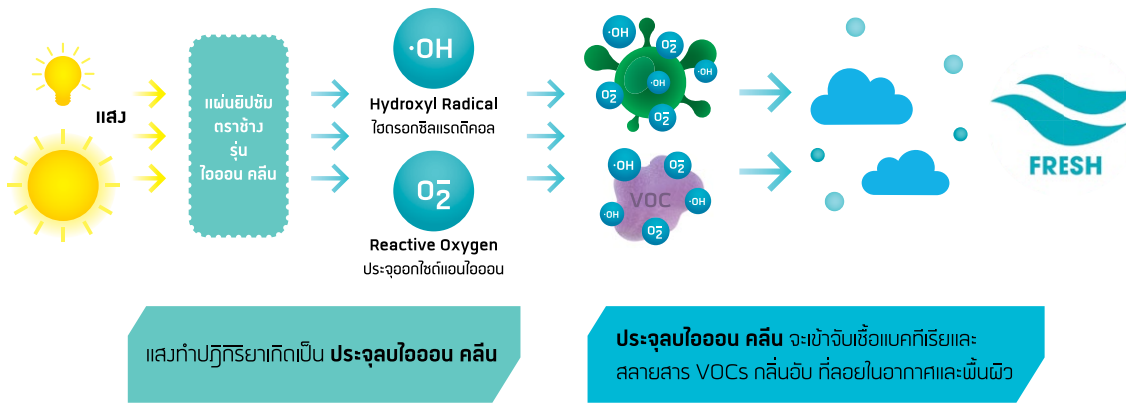 แสง
แผ่นยิปซัม
ตราช้าง
รุ่น
ไอออน คลีน
·OH
Hydroxyl Radical
ไฮดรอกซิลแรดดิคอล
O2̅
Reactive Oxygen
ประจุออกไซด์แอนไอออน
·OH
O2̅
·OH
·OH
O2̅
O2̅
·OH
O2̅
VOC
·OH
·OH
O2̅
FRESH
แสงทำปฏิกิริยาเกิดเป็น ประจุลบไอออน คลีน
ประจุลบไอออน คลีน จะเข้าจับเชื้อแบคทีเรียและ
สลายสาร VOCs กลิ่นอับ ที่ลอยในอากาศและพื้นผิว